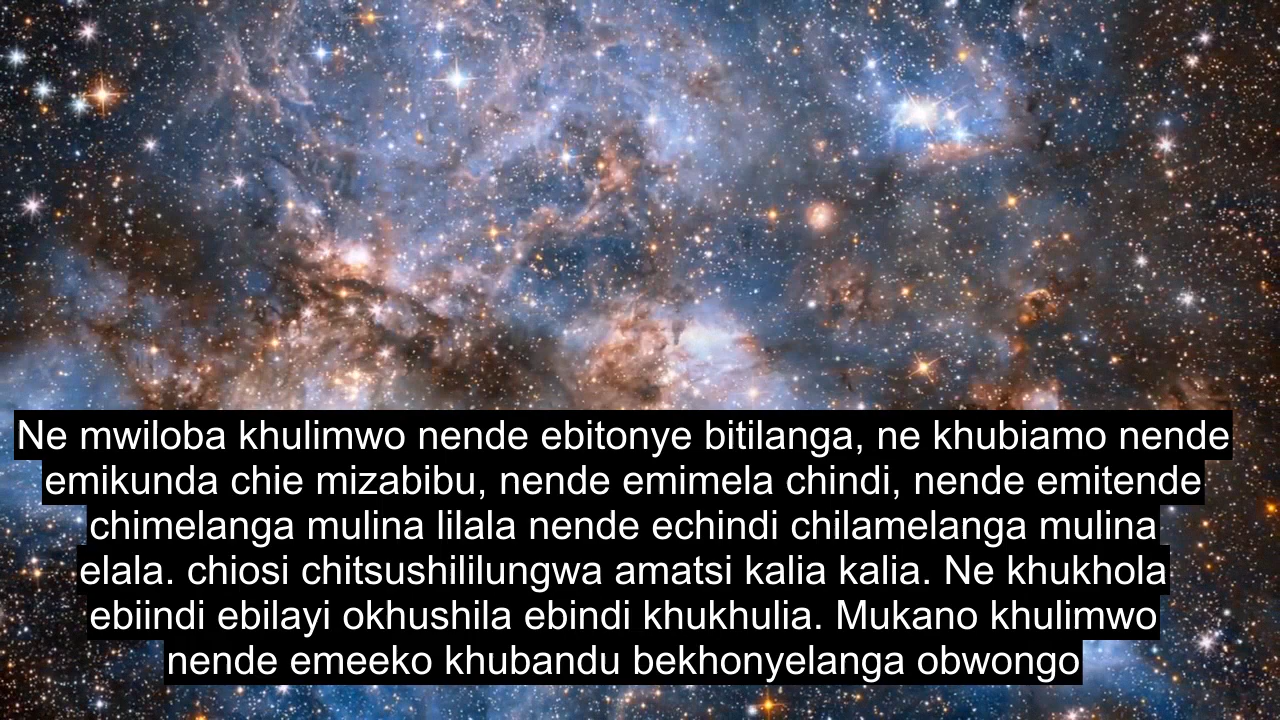 Ne mwiloba khulimwo nende ebitonye bitilanga, ne khubiamo nende
emikunda chie mizabibu, nende emimela chindi, nende emitende
chimelanga mulina lilala nende echindi chilamelanga mulina
elala. chiosi chitsushililungwa amatsi kalia kalia. Ne khukhola
ebiindi ebilayi okhushila ebindi khukhulia. Mukano khulimwo
nende emeeko khubandu bekhonyelanga obwongo